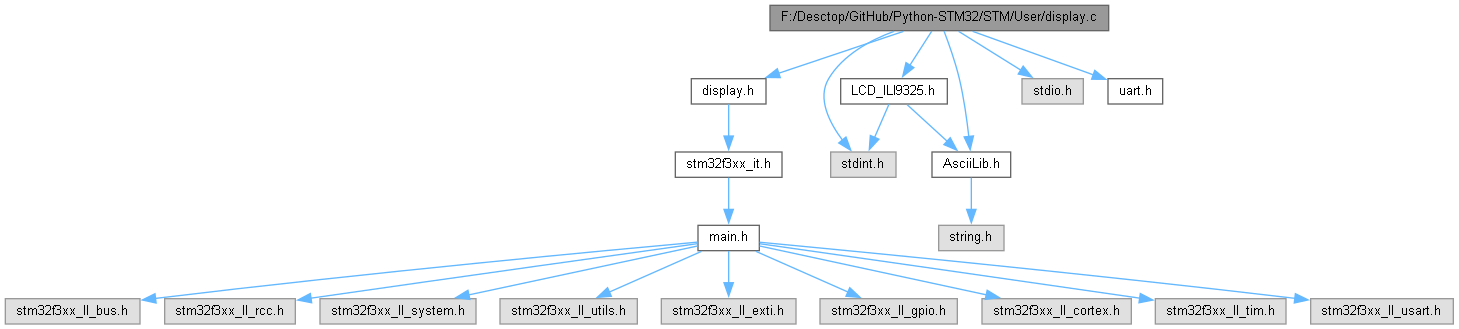 F:/Desctop/GitHub/Python-STM32/STM/User/display.c
display.h
LCD_ILI9325.h
stdio.h
uart.h
stm32f3xx_it.h
stdint.h
AsciiLib.h
main.h
string.h
stm32f3xx_ll_bus.h
stm32f3xx_ll_rcc.h
stm32f3xx_ll_system.h
stm32f3xx_ll_utils.h
stm32f3xx_ll_exti.h
stm32f3xx_ll_gpio.h
stm32f3xx_ll_cortex.h
stm32f3xx_ll_tim.h
stm32f3xx_ll_usart.h